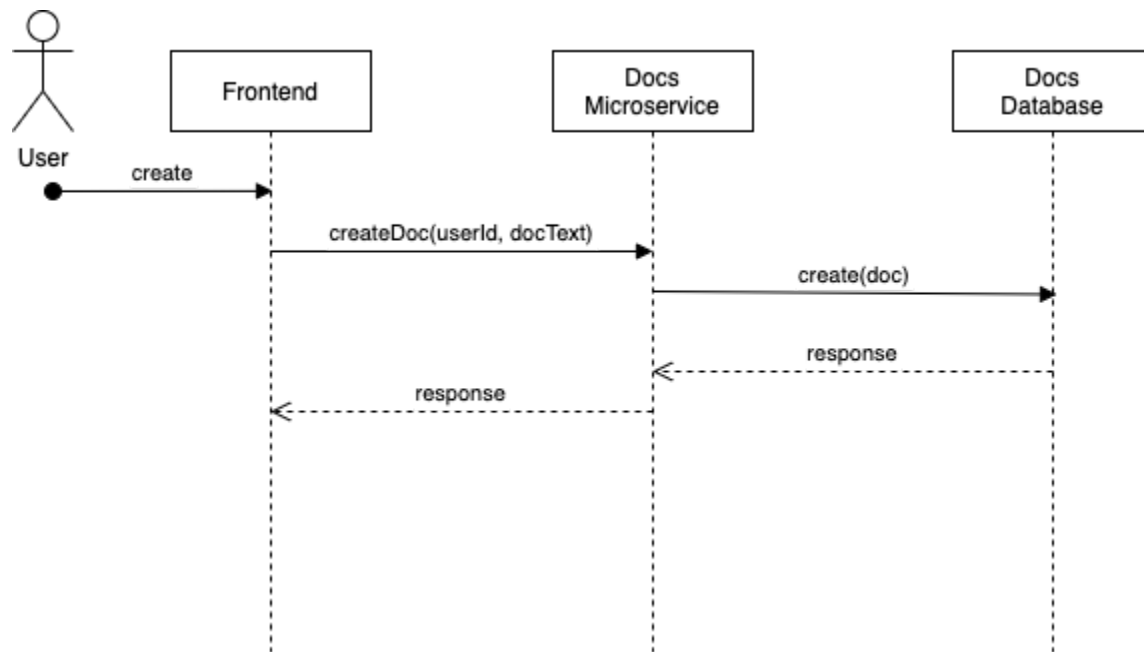 Frontend
Docs
Microservice
Docs
Database
User
create
createDoc(userId, docText)
create(doc)
response
response